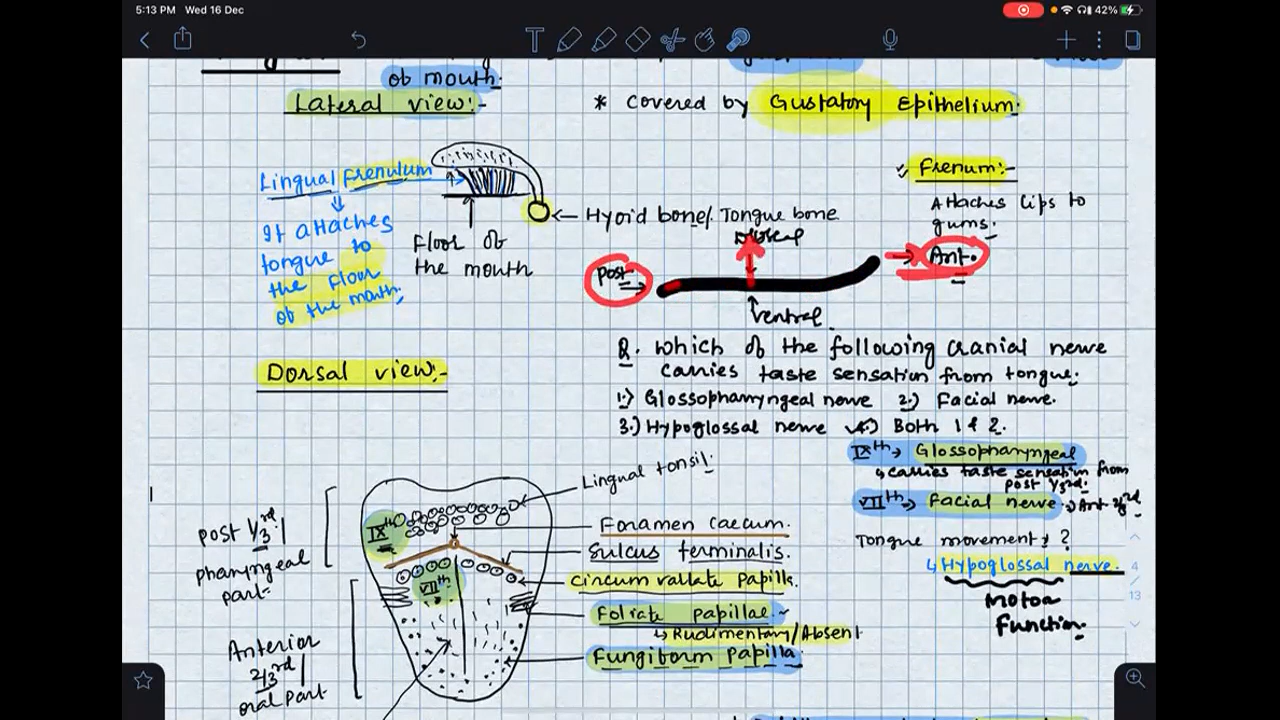 5:13 PM Wed 16 Dec
42%
of mouth.
Lateral view:-
* Covered by Gustatory Epithelium.
Lingual frenulum
It attaches
tongue to
the floor
of the mouth.
Floor of
the mouth
Hyoid bone/ Tongue bone
Frenum:-
Attaches lips to
gums.
Post
Ant.
Ventral
Dorsal view:-
Q. Which of the following cranial nerve
carries taste sensation from tongue.
1.) Glossopharyngeal nerve 2.) Facial nerve.
3.) Hypoglossal nerve 4.) Both 1 & 2.
IXth → Glossopharyngeal
↳ carries taste sensation from
post 1/3rd.
VIIth → Facial nerve → Ant 2/3rd
Tongue movement ?
↳ Hypoglossal nerve.
Motor
Function.
Lingual tonsil.
Foramen caecum.
Sulcus terminalis.
Circum vallate Papilla.
Foliate papillae
↳ Rudimentary/Absent
Fungiform Papilla.
IXth
VIIth
post 1/3rd/
pharyngeal
part
Anterior
2/3rd/
oral part
4
/
13